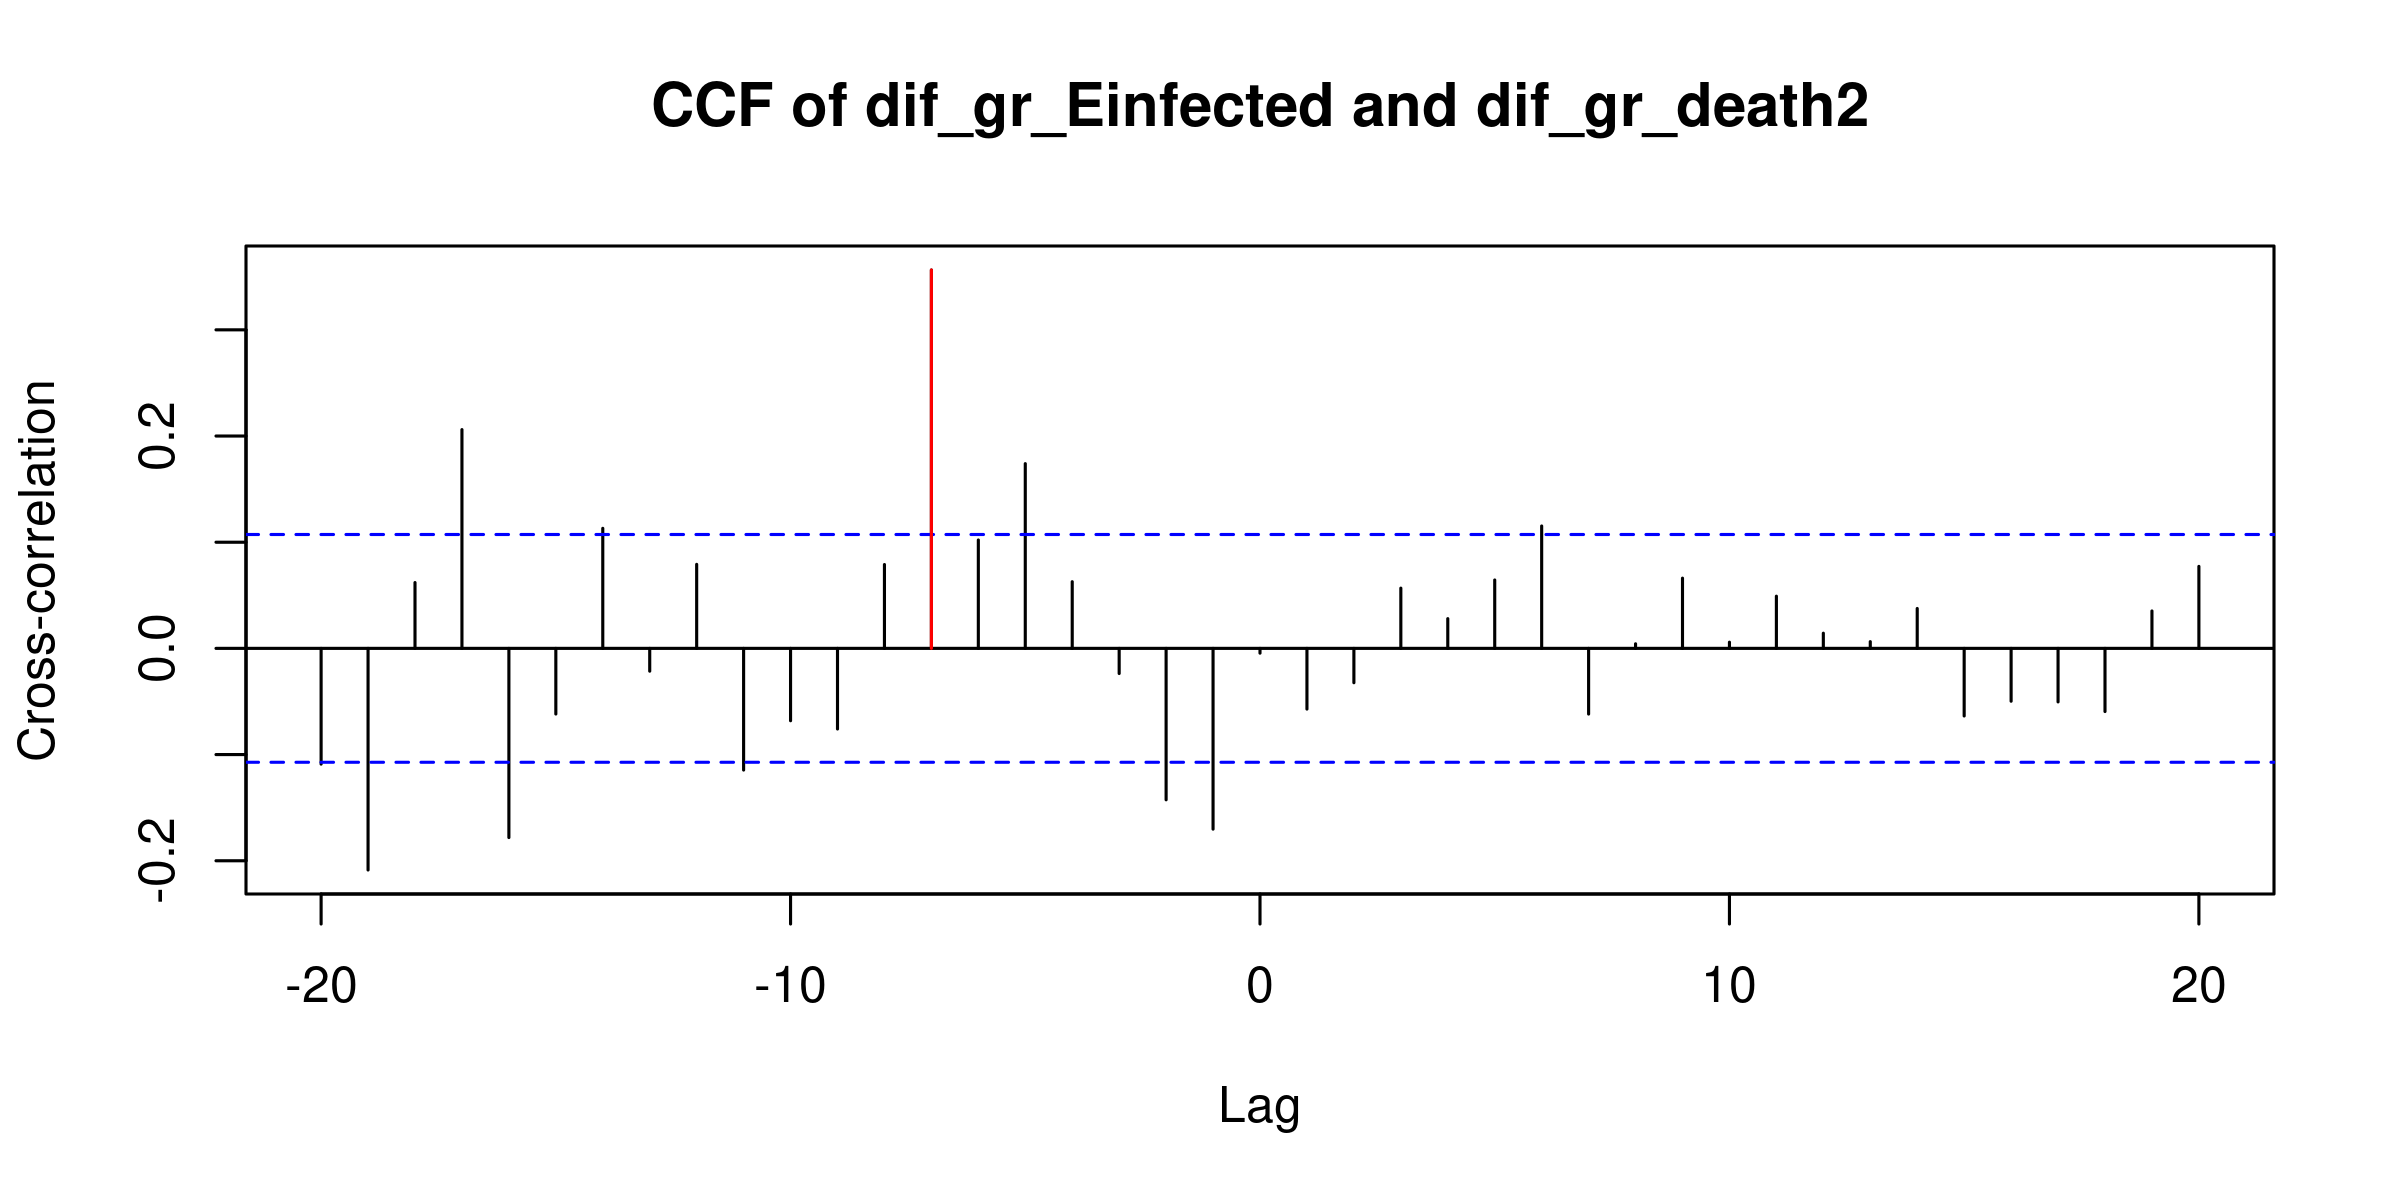 CCF of dif_gr_Einfected and dif_gr_death2
Cross-correlation
0.2
0.0
-0.2
-20 -10 0 10 20
Lag